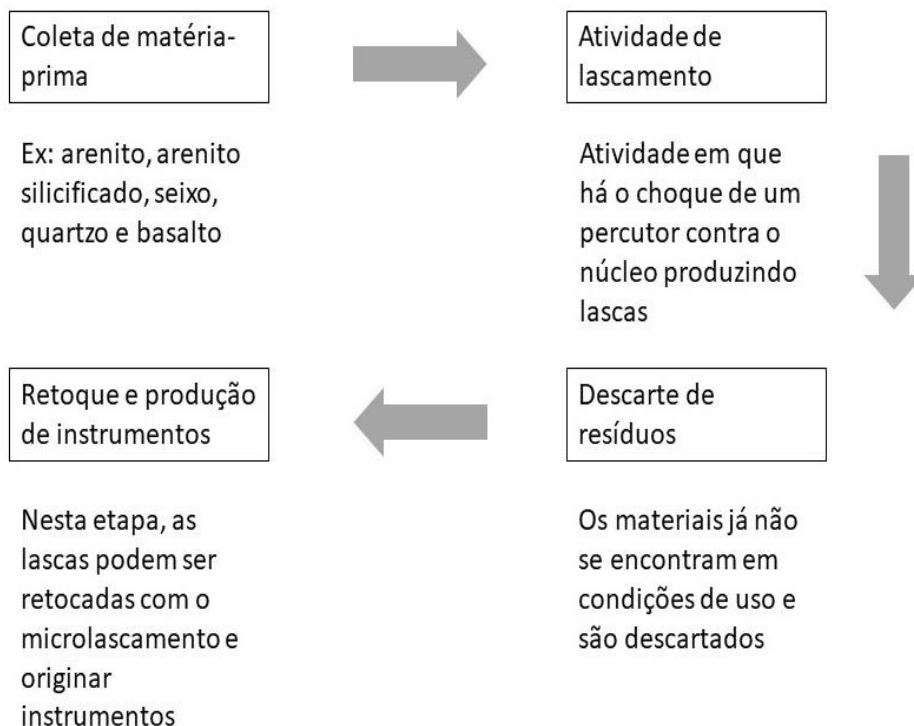 Coleta de matéria-
prima
Ex: arenito, arenito
silicificado, seixo,
quartzo e basalto
Atividade de
lascamento
Atividade em que
há o choque de um
percutor contra o
núcleo produzindo
lascas
Descarte de
resíduos
Os materiais já não
se encontram em
condições de uso e
são descartados
Retoque e produção
de instrumentos
Nesta etapa, as
lascas podem ser
retocadas com o
microlascamento e
originar
instrumentos